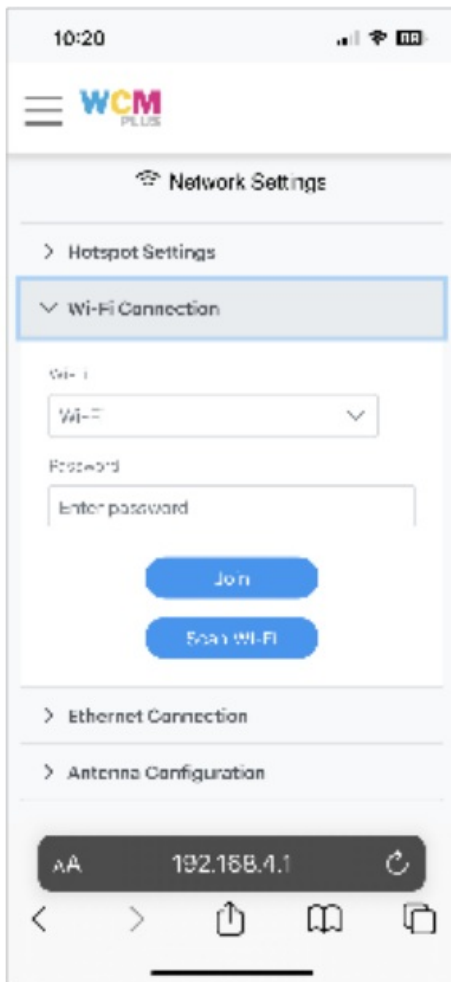 10:20
WCM
PLUS
Network Settings
Hotspot Settings
Wi-Fi Connection
Wi-Fi
Wi-Fi
Password
Enter password
Join
Scan Wi-Fi
Ethernet Connection
Antenna Configuration
AA 192.168.4.1